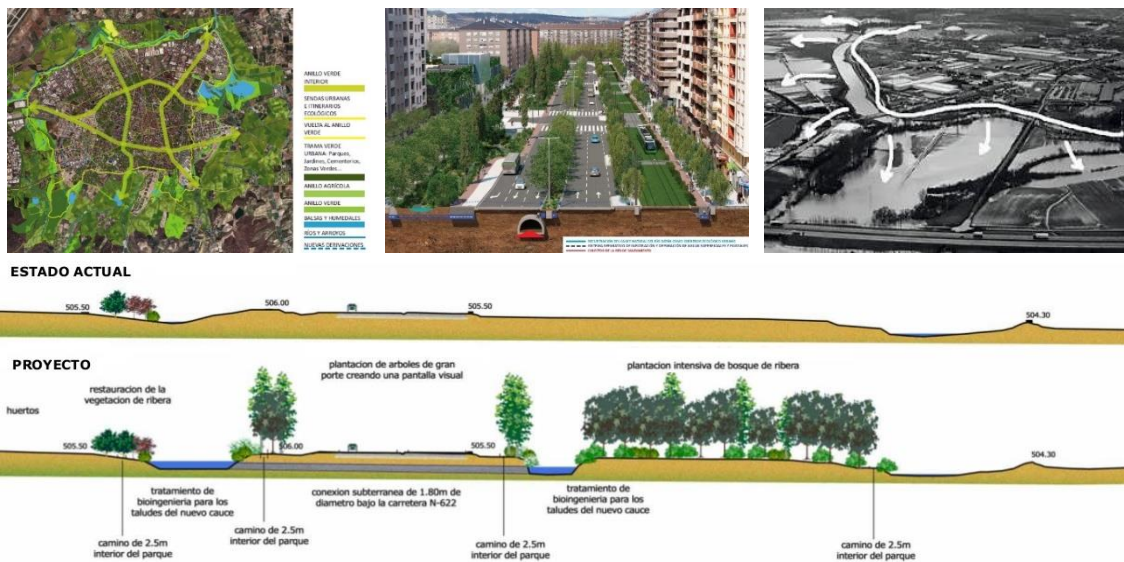 ANILLO VERDE
INTERIOR
SENDAS URBANAS
E ITINERARIOS
ECOLÓGICOS
VUELTA AL ANILLO
VERDE
TRAMA VERDE
URBANA: Parques,
Jardines, Cementerios,
Zonas Verdes...
ANILLO AGRÍCOLA
ANILLO VERDE
BALSAS Y HUMEDALES
RÍOS Y ARROYOS
NUEVAS DERIVACIONES
ESTADO ACTUAL
505.50
506.00
505.50
504.30
PROYECTO
restauracion de la
vegetacion de ribera
plantacion de arboles de gran
porte creando una pantalla visual
plantacion intensiva de bosque de ribera
huertos
505.50
506.00
505.50
504.30
tratamiento de
bioingenieria para los
taludes del nuevo cauce
conexion subterranea de 1.80m de
diametro bajo la carretera N-622
tratamiento de
bioingenieria para los
taludes del nuevo cauce
camino de 2.5m
interior del parque
camino de 2.5m
interior del parque
camino de 2.5m
interior del parque
camino de 2.5m
interior del parque